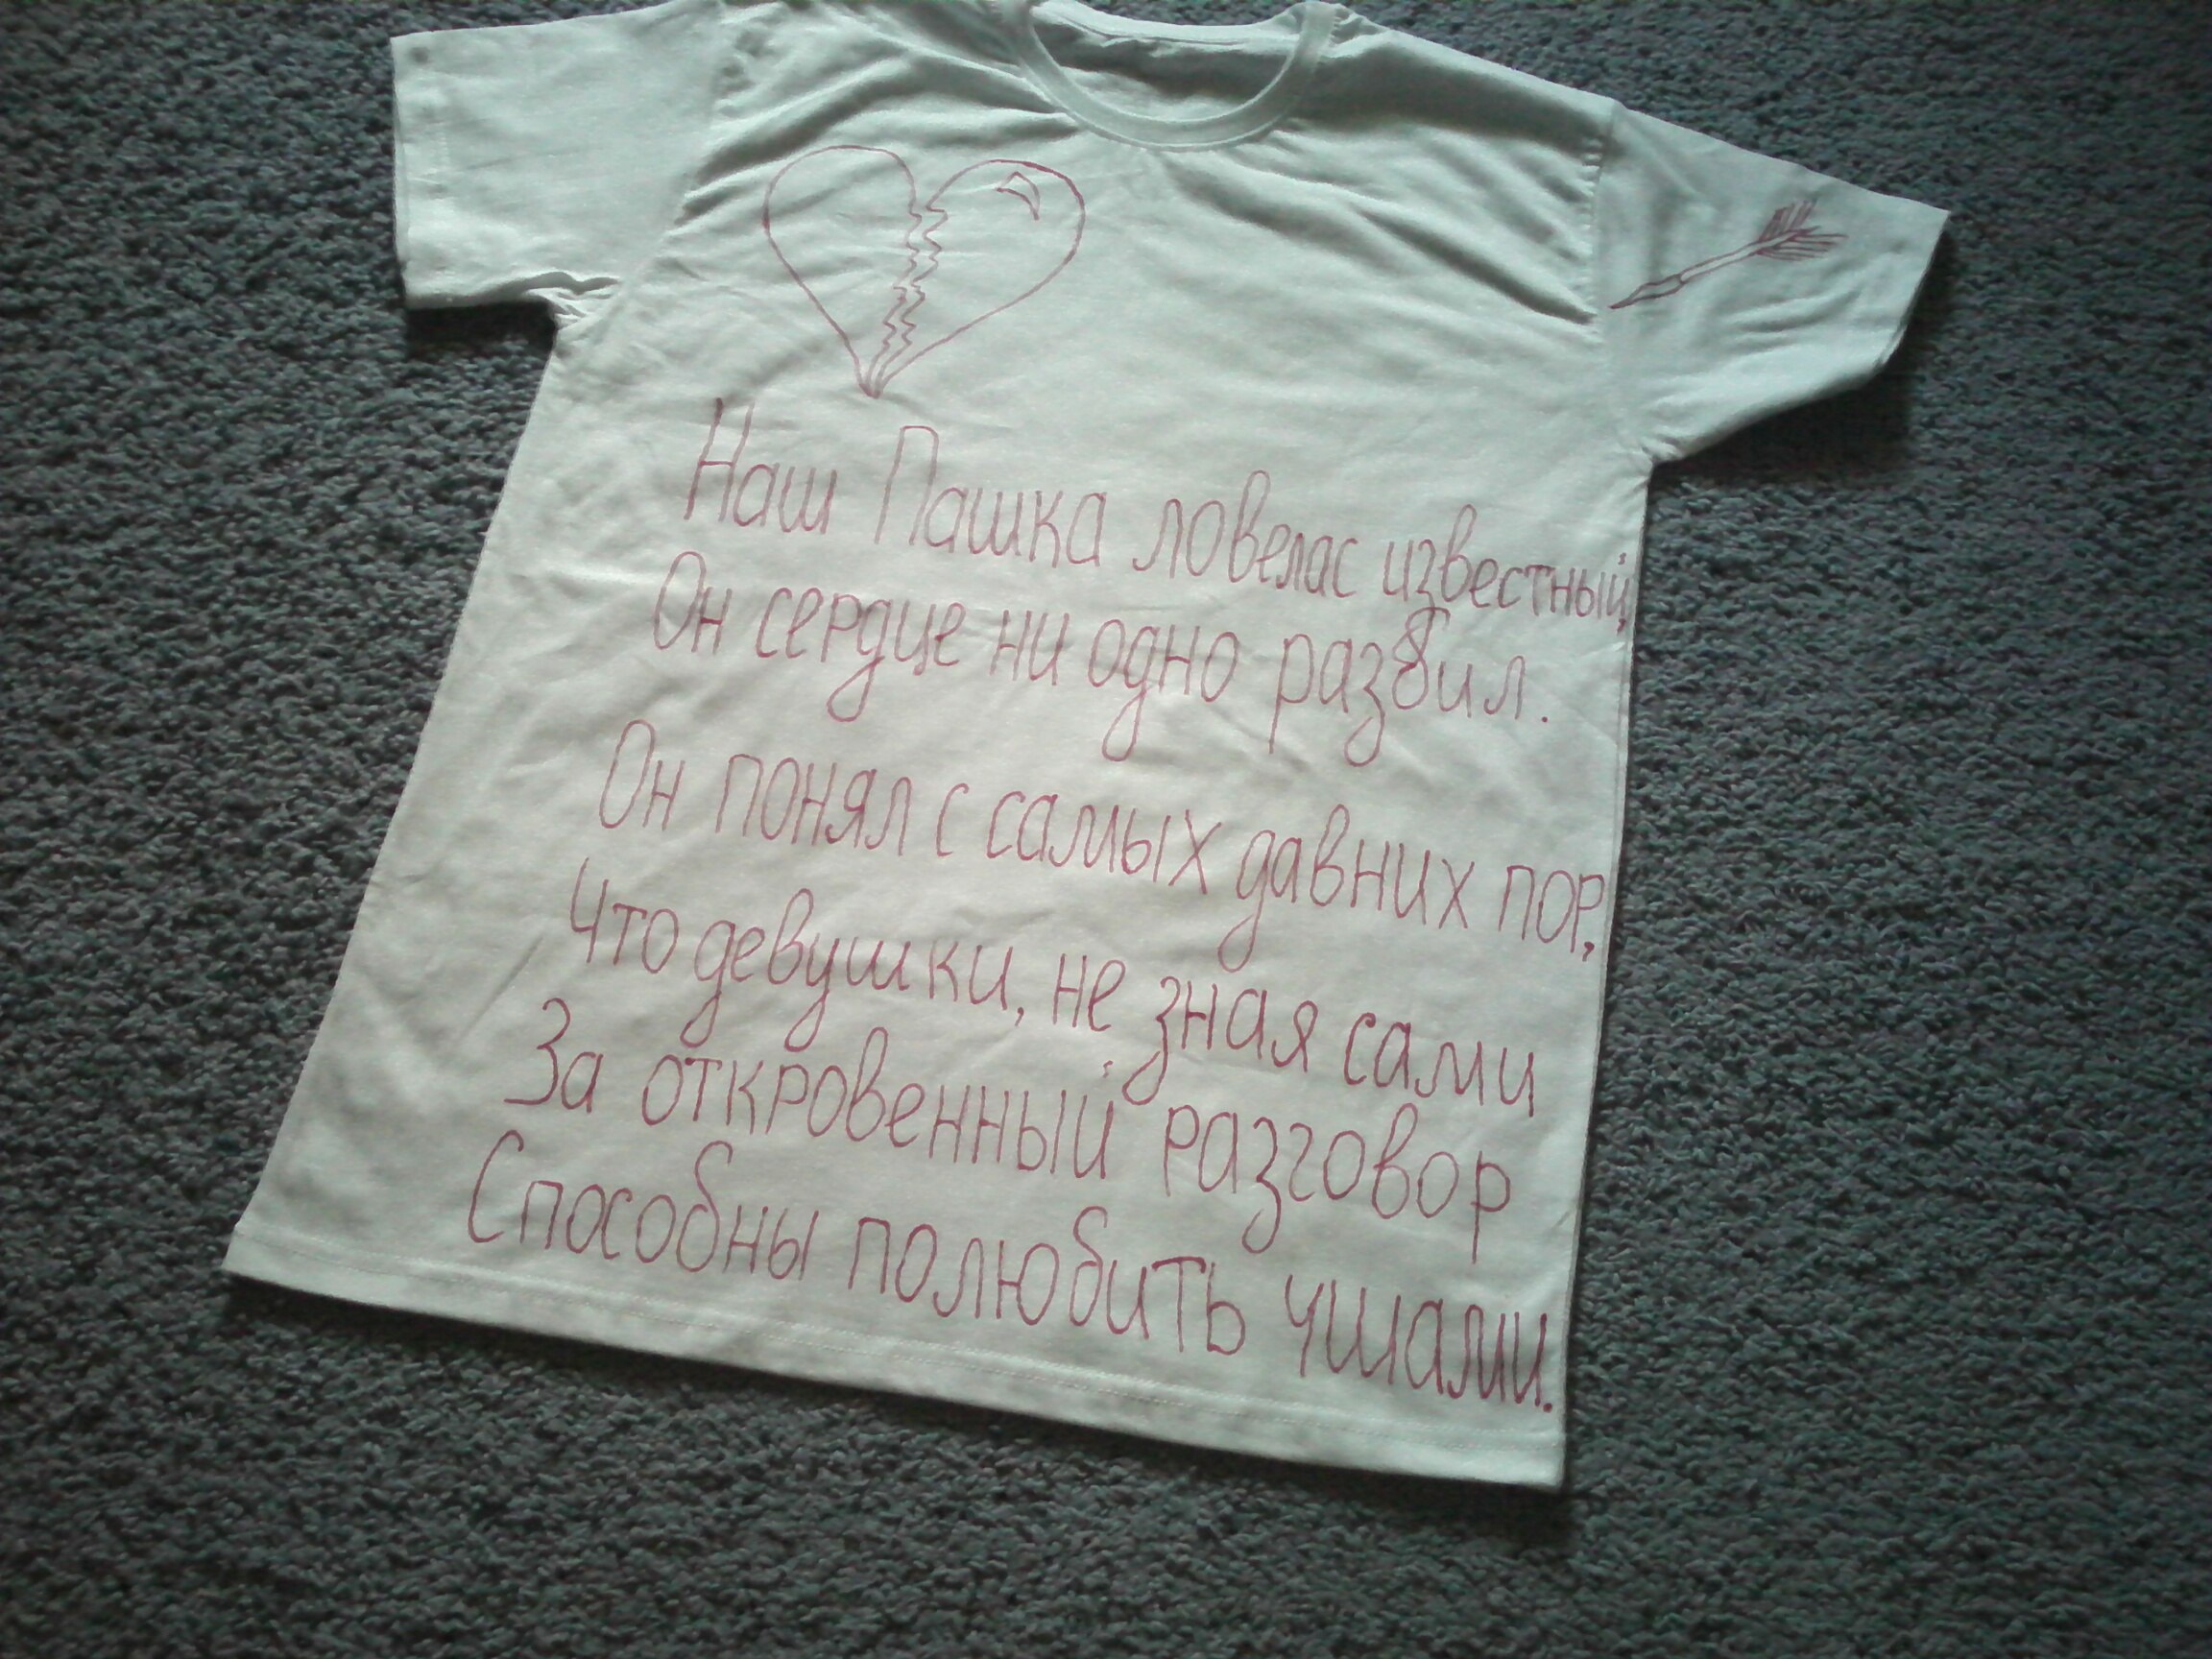 Наш Пашка ловелас известный,
Он сердце ни одно разбил.
Он понял с самых давних пор,
Что девушки, не зная сами
За откровенный разговор
Способны полюбить ушами.